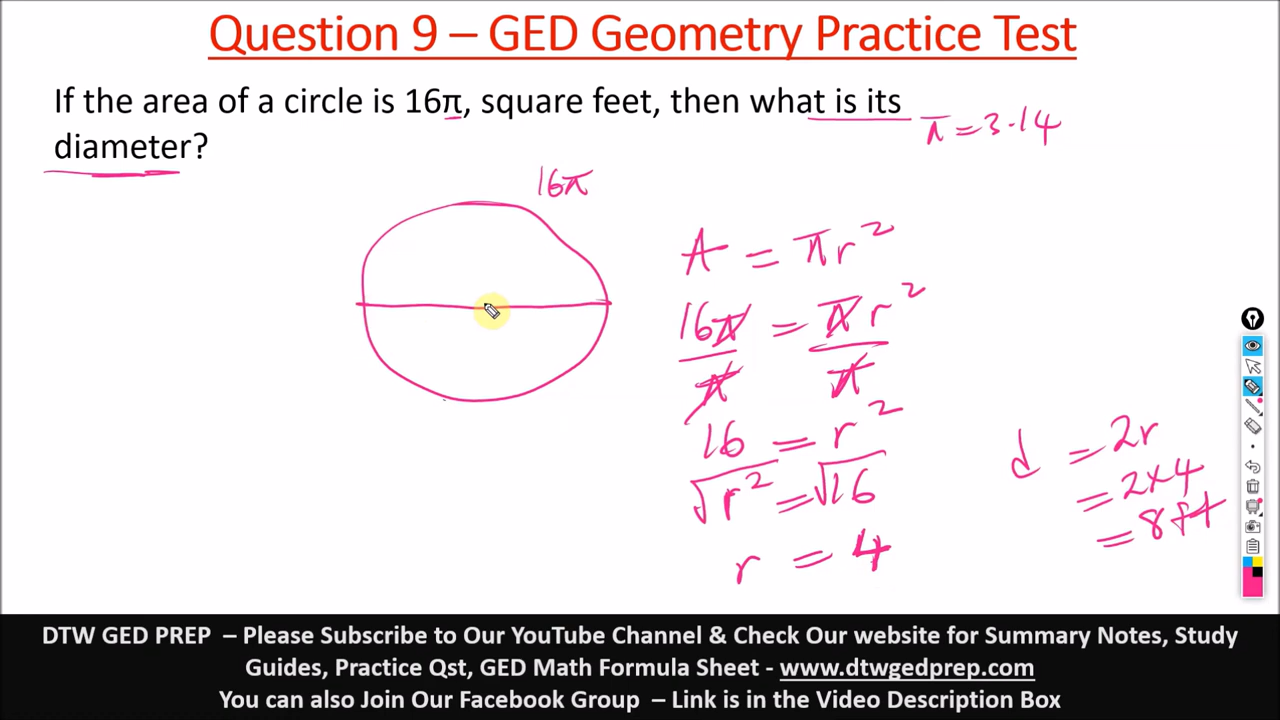 Question 9 – GED Geometry Practice Test
If the area of a circle is 16π, square feet, then what is its
diameter?
π = 3.14
16π
A = πr²
16π = πr²
π π
16 = r²
√r² = √16
r = 4
d = 2r
= 2×4
= 8ft
DTW GED PREP – Please Subscribe to Our YouTube Channel & Check Our website for Summary Notes, Study
Guides, Practice Qst, GED Math Formula Sheet - www.dtwgedprep.com
You can also Join Our Facebook Group – Link is in the Video Description Box